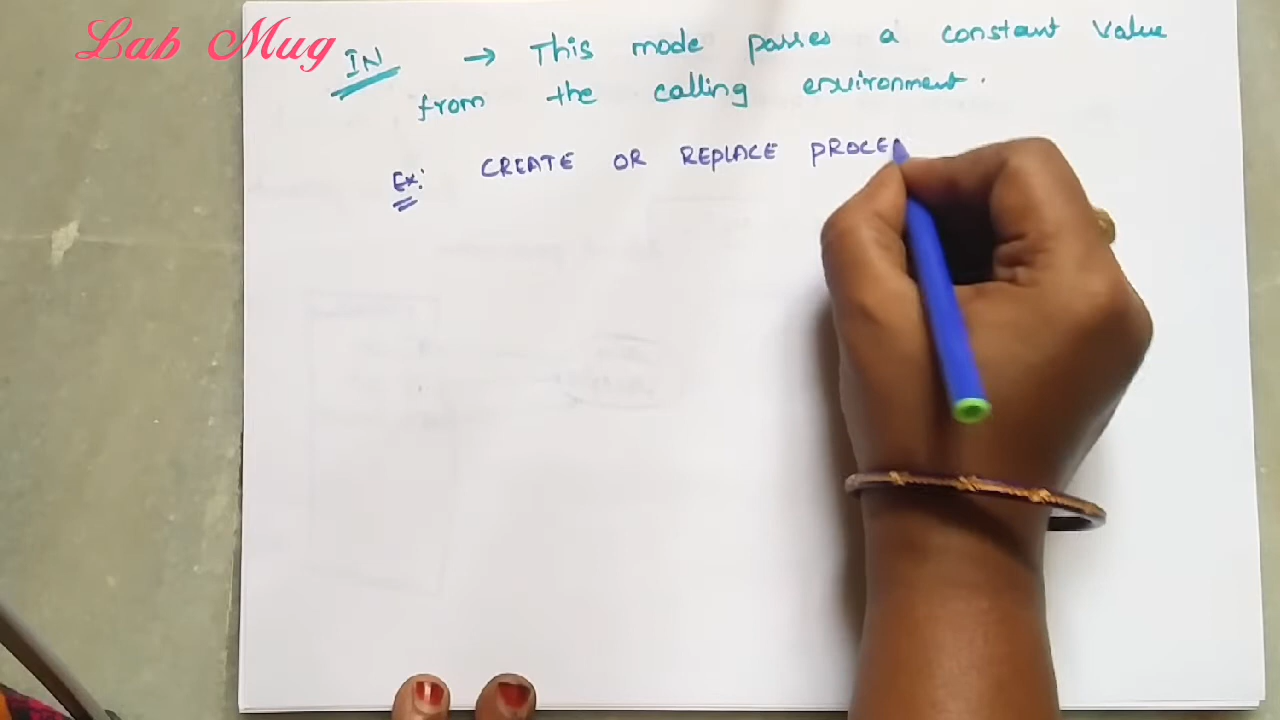 Lab Mug
IN → This mode passes a constant value
from the calling environment.
Ex: CREATE OR REPLACE PROCE